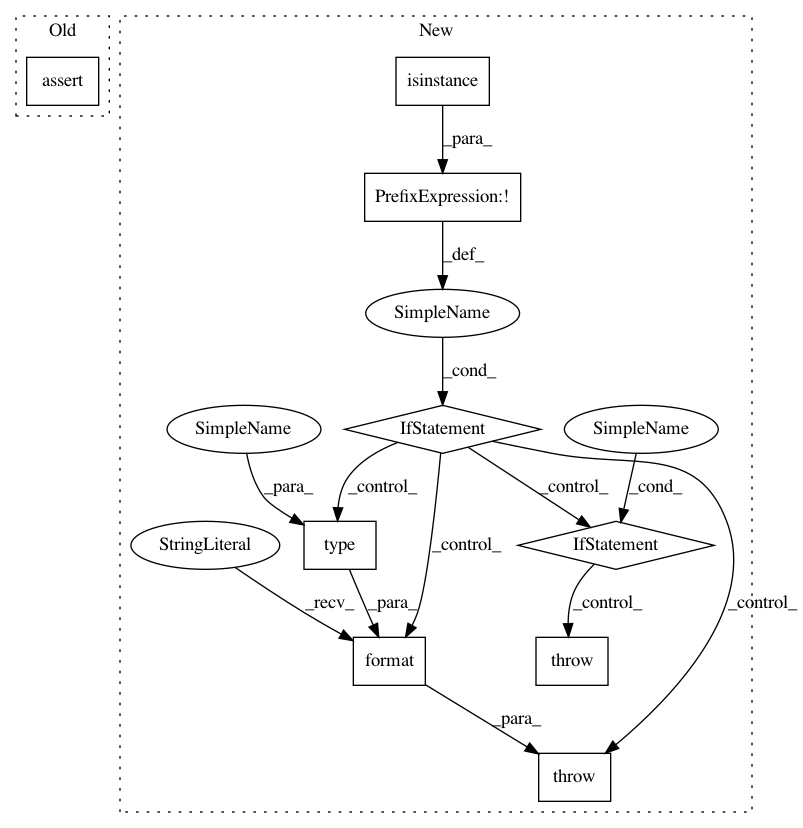 Old
New
assert
isinstance
_para_
PrefixExpression:!
_def_
SimpleName
_cond_
SimpleName
IfStatement
SimpleName
_para_
_control_
_control_
_cond_
StringLiteral
type
IfStatement
_control_
_recv_
_para_
_control_
_control_
format
throw
_para_
throw